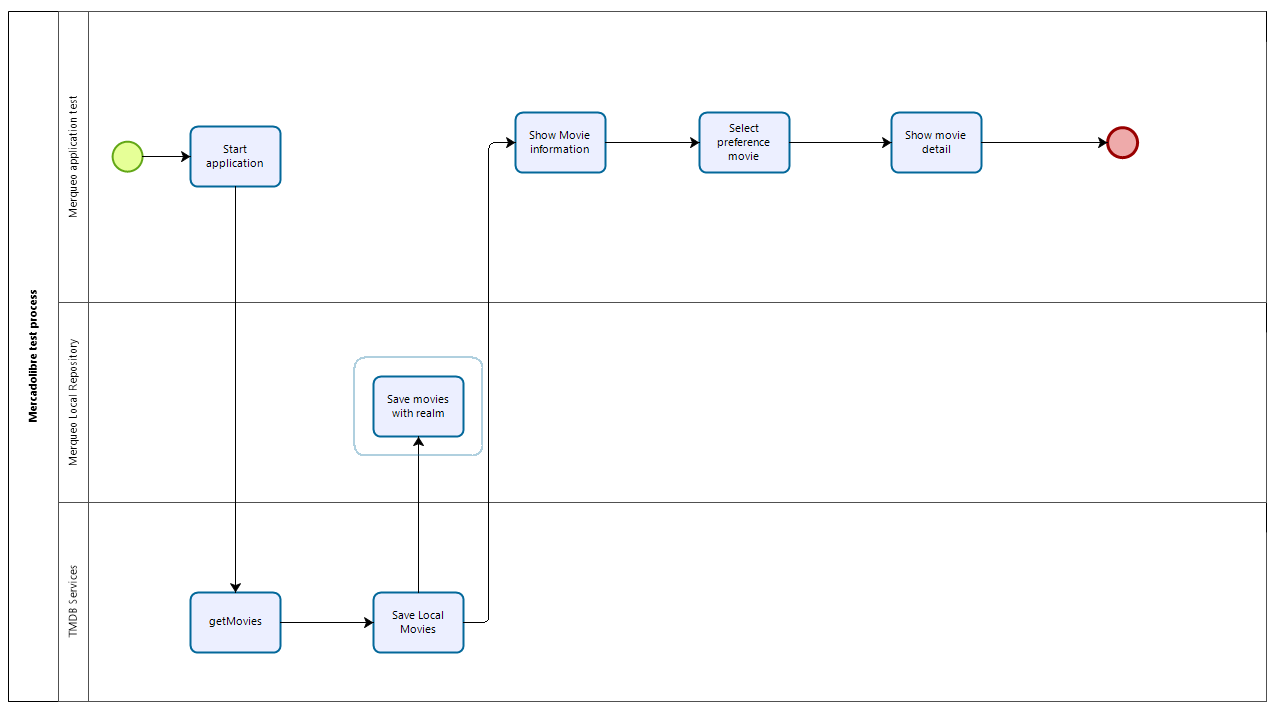 Mercadolibre test process
Merqueo application test
Start
application
Show Movie
information
Select
preference
movie
Show movie
detail
Merqueo Local Repository
Save movies
with realm
TMDB Services
getMovies
Save Local
Movies